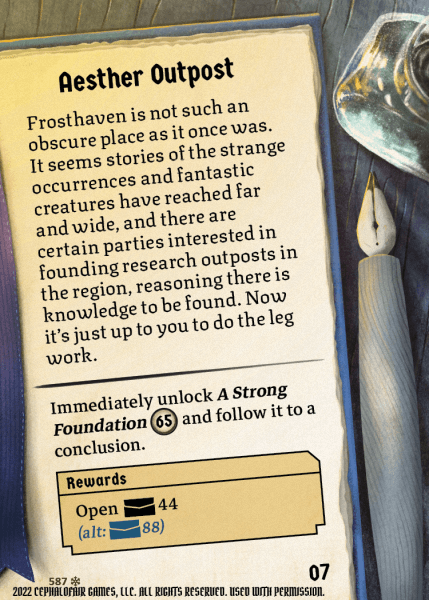 Aesther Outpost
Frosthaven is not such an
obscure place as it once was.
It seems stories of the strange
occurrences and fantastic
creatures have reached far
and wide, and there are
certain parties interested in
founding research outposts in
the region, reasoning there is
knowledge to be found. Now
it's just up to you to do the leg
work.
Immediately unlock A Strong
Foundation 65 and follow it to a
conclusion.
Rewards
Open 44
(alt: 88)
07
587
2022 CEPHALOFAIR GAMES, LLC. ALL RIGHTS RESERVED. USED WITH PERMISSION.